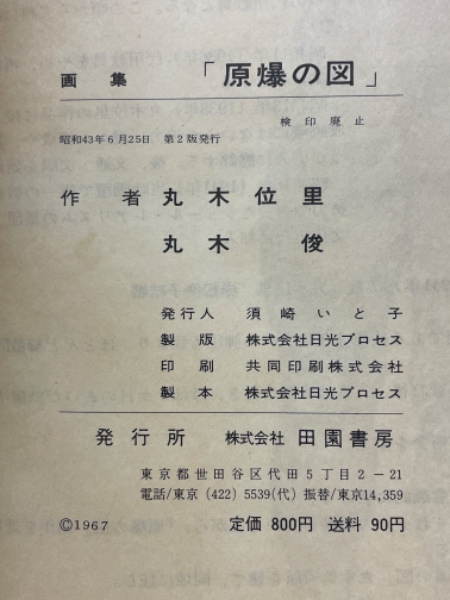 画集 「原爆の図」
検印廃止
昭和43年6月25日 第2版発行
作者 丸木位里
丸木俊
発行人 須崎いと子
製版 株式会社日光プロセス
印刷 共同印刷株式会社
製本 株式会社日光プロセス
発行所 株式会社 田園書房
東京都世田谷区代田5丁目2-21
電話/東京 (422) 5539(代) 振替/東京14,359
©1967 定価 800円 送料 90円